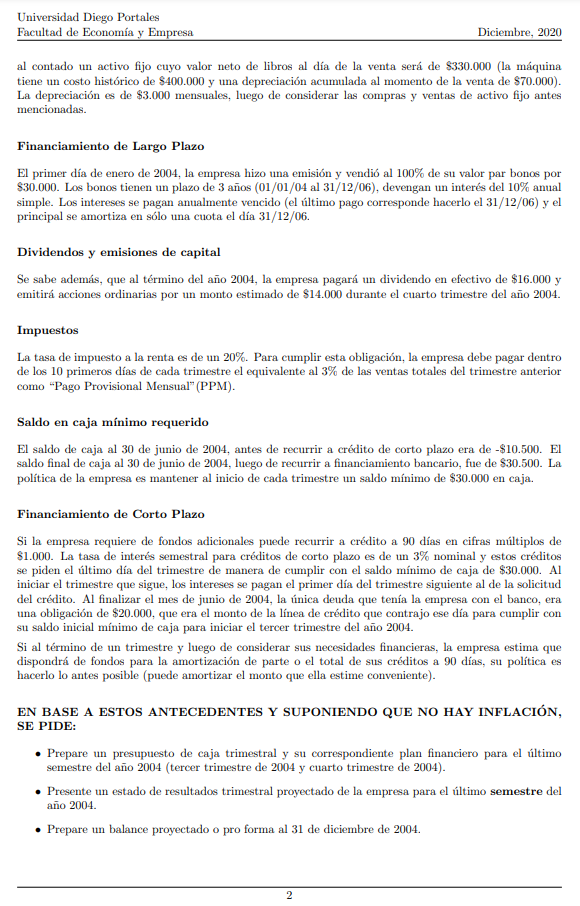 Universidad Diego Portales
Facultad de Economía y Empresa
Diciembre, 2020
al contado un activo fijo cuyo valor neto de libros al día de la venta será de $330.000 (la máquina
tiene un costo histórico de $400.000 y una depreciación acumulada al momento de la venta de $70.000).
La depreciación es de $3.000 mensuales, luego de considerar las compras y ventas de activo fijo antes
mencionadas.
Financiamiento de Largo Plazo
El primer día de enero de 2004, la empresa hizo una emisión y vendió al 100% de su valor par bonos por
$30.000. Los bonos tienen un plazo de 3 años (01/01/04 al 31/12/06), devengan un interés del 10% anual
simple. Los intereses se pagan anualmente vencido (el último pago corresponde hacerlo el 31/12/06) y el
principal se amortiza en sólo una cuota el día 31/12/06.
Dividendos y emisiones de capital
Se sabe además, que al término del año 2004, la empresa pagará un dividendo en efectivo de $16.000 y
emitirá acciones ordinarias por un monto estimado de $14.000 durante el cuarto trimestre del año 2004.
Impuestos
La tasa de impuesto a la renta es de un 20%. Para cumplir esta obligación, la empresa debe pagar dentro
de los 10 primeros días de cada trimestre el equivalente al 3% de las ventas totales del trimestre anterior
como “Pago Provisional Mensual”(PPM).
Saldo en caja mínimo requerido
El saldo de caja al 30 de junio de 2004, antes de recurrir a crédito de corto plazo era de -$10.500. El
saldo final de caja al 30 de junio de 2004, luego de recurrir a financiamiento bancario, fue de $30.500. La
política de la empresa es mantener al inicio de cada trimestre un saldo mínimo de $30.000 en caja.
Financiamiento de Corto Plazo
Si la empresa requiere de fondos adicionales puede recurrir a crédito a 90 días en cifras múltiplos de
$1.000. La tasa de interés semestral para créditos de corto plazo es de un 3% nominal y estos créditos
se piden el último día del trimestre de manera de cumplir con el saldo mínimo de caja de $30.000. Al
iniciar el trimestre que sigue, los intereses se pagan el primer día del trimestre siguiente al de la solicitud
del crédito. Al finalizar el mes de junio de 2004, la única deuda que tenía la empresa con el banco, era
una obligación de $20.000, que era el monto de la línea de crédito que contrajo ese día para cumplir con
su saldo inicial mínimo de caja para iniciar el tercer trimestre del año 2004.
Si al término de un trimestre y luego de considerar sus necesidades financieras, la empresa estima que
dispondrá de fondos para la amortización de parte o el total de sus créditos a 90 días, su política es
hacerlo lo antes posible (puede amortizar el monto que ella estime conveniente).
EN BASE A ESTOS ANTECEDENTES Y SUPONIENDO QUE NO HAY INFLACIÓN,
SE PIDE:
• Prepare un presupuesto de caja trimestral y su correspondiente plan financiero para el último
semestre del año 2004 (tercer trimestre de 2004 y cuarto trimestre de 2004).
• Presente un estado de resultados trimestral proyectado de la empresa para el último semestre del
año 2004.
• Prepare un balance proyectado o pro forma al 31 de diciembre de 2004.
2